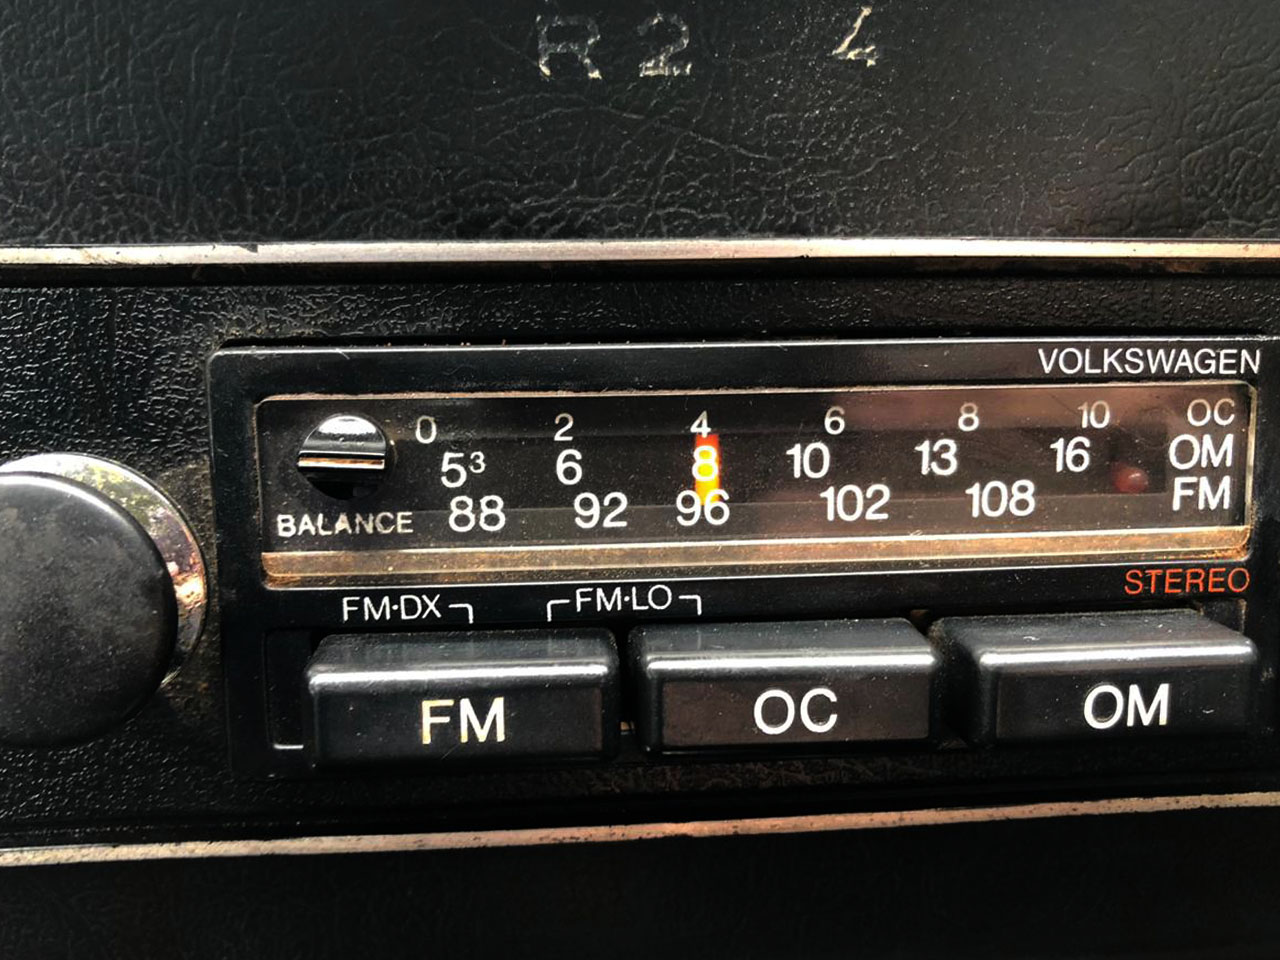 R 2 4
VOLKSWAGEN
0 2 4 6 8 10 OC
5³ 6 8 10 13 16 OM
88 92 96 102 108 FM
BALANCE
STEREO
FM·DX FM·LO
FM OC OM